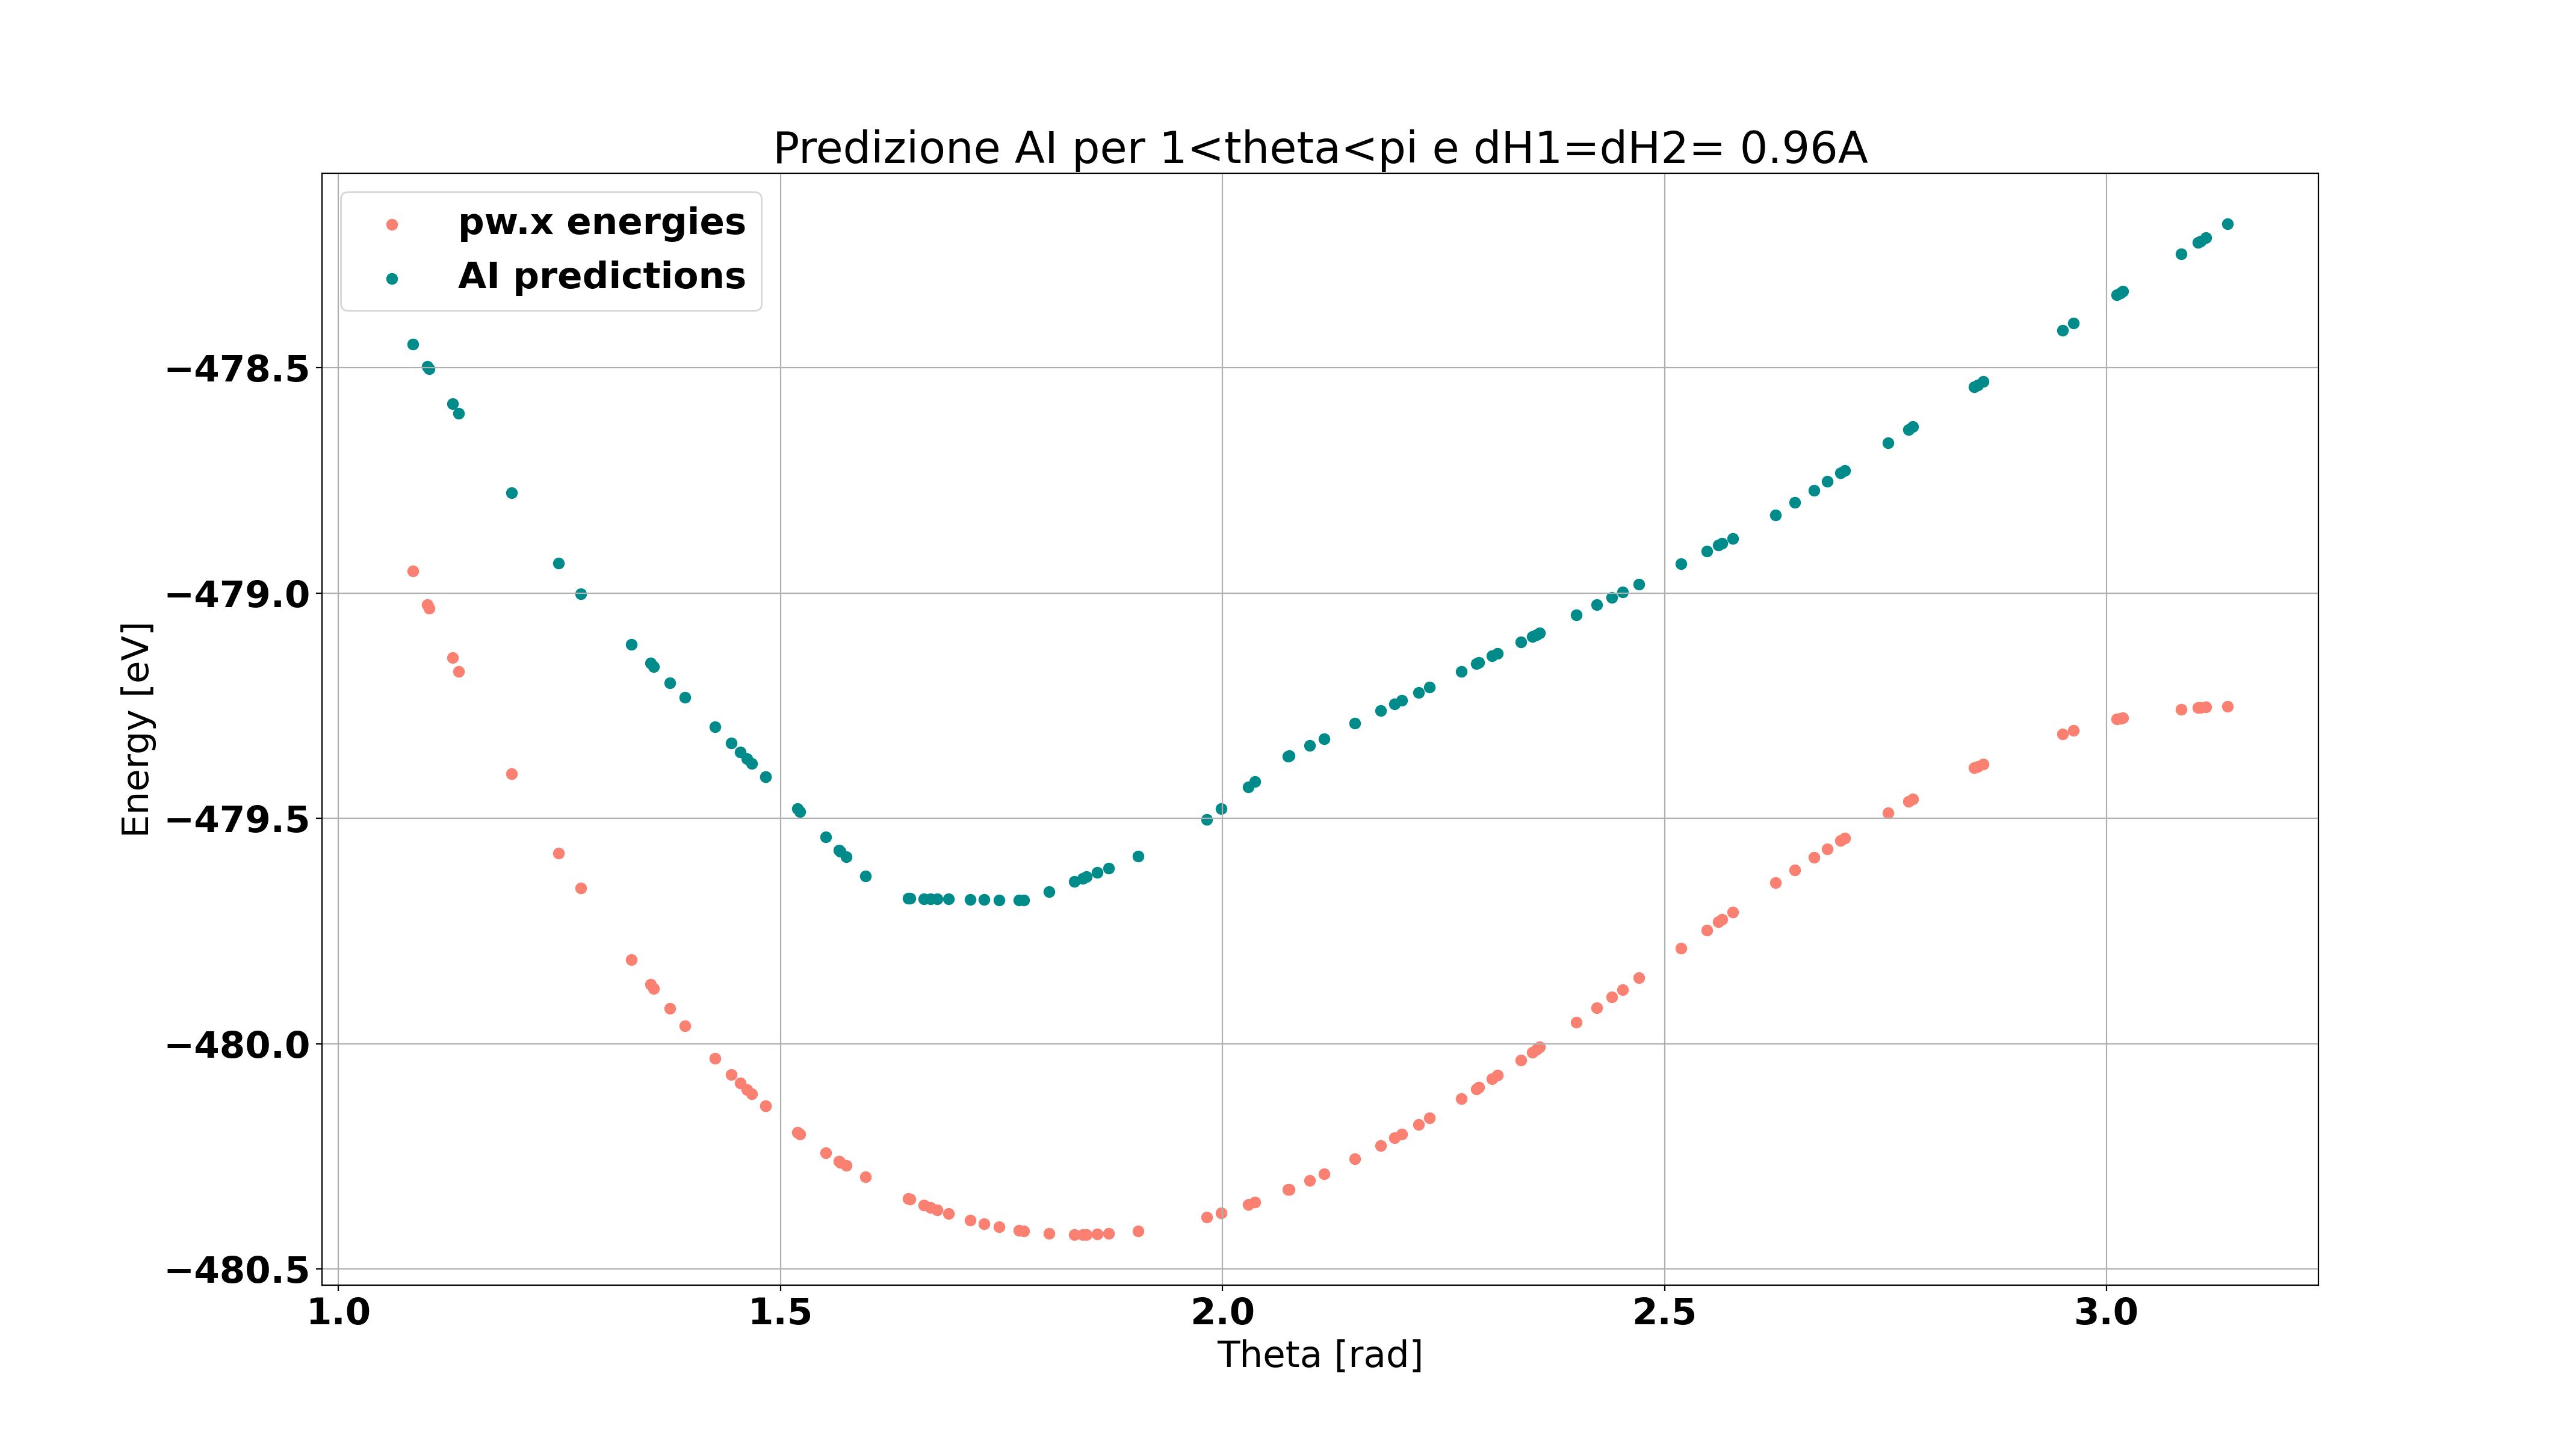 Predizione AI per 1<theta<pi e dH1=dH2= 0.96A
pw.x energies
AI predictions
−478.5
−479.0
−479.5
−480.0
−480.5
Energy [eV]
1.0 1.5 2.0 2.5 3.0
Theta [rad]